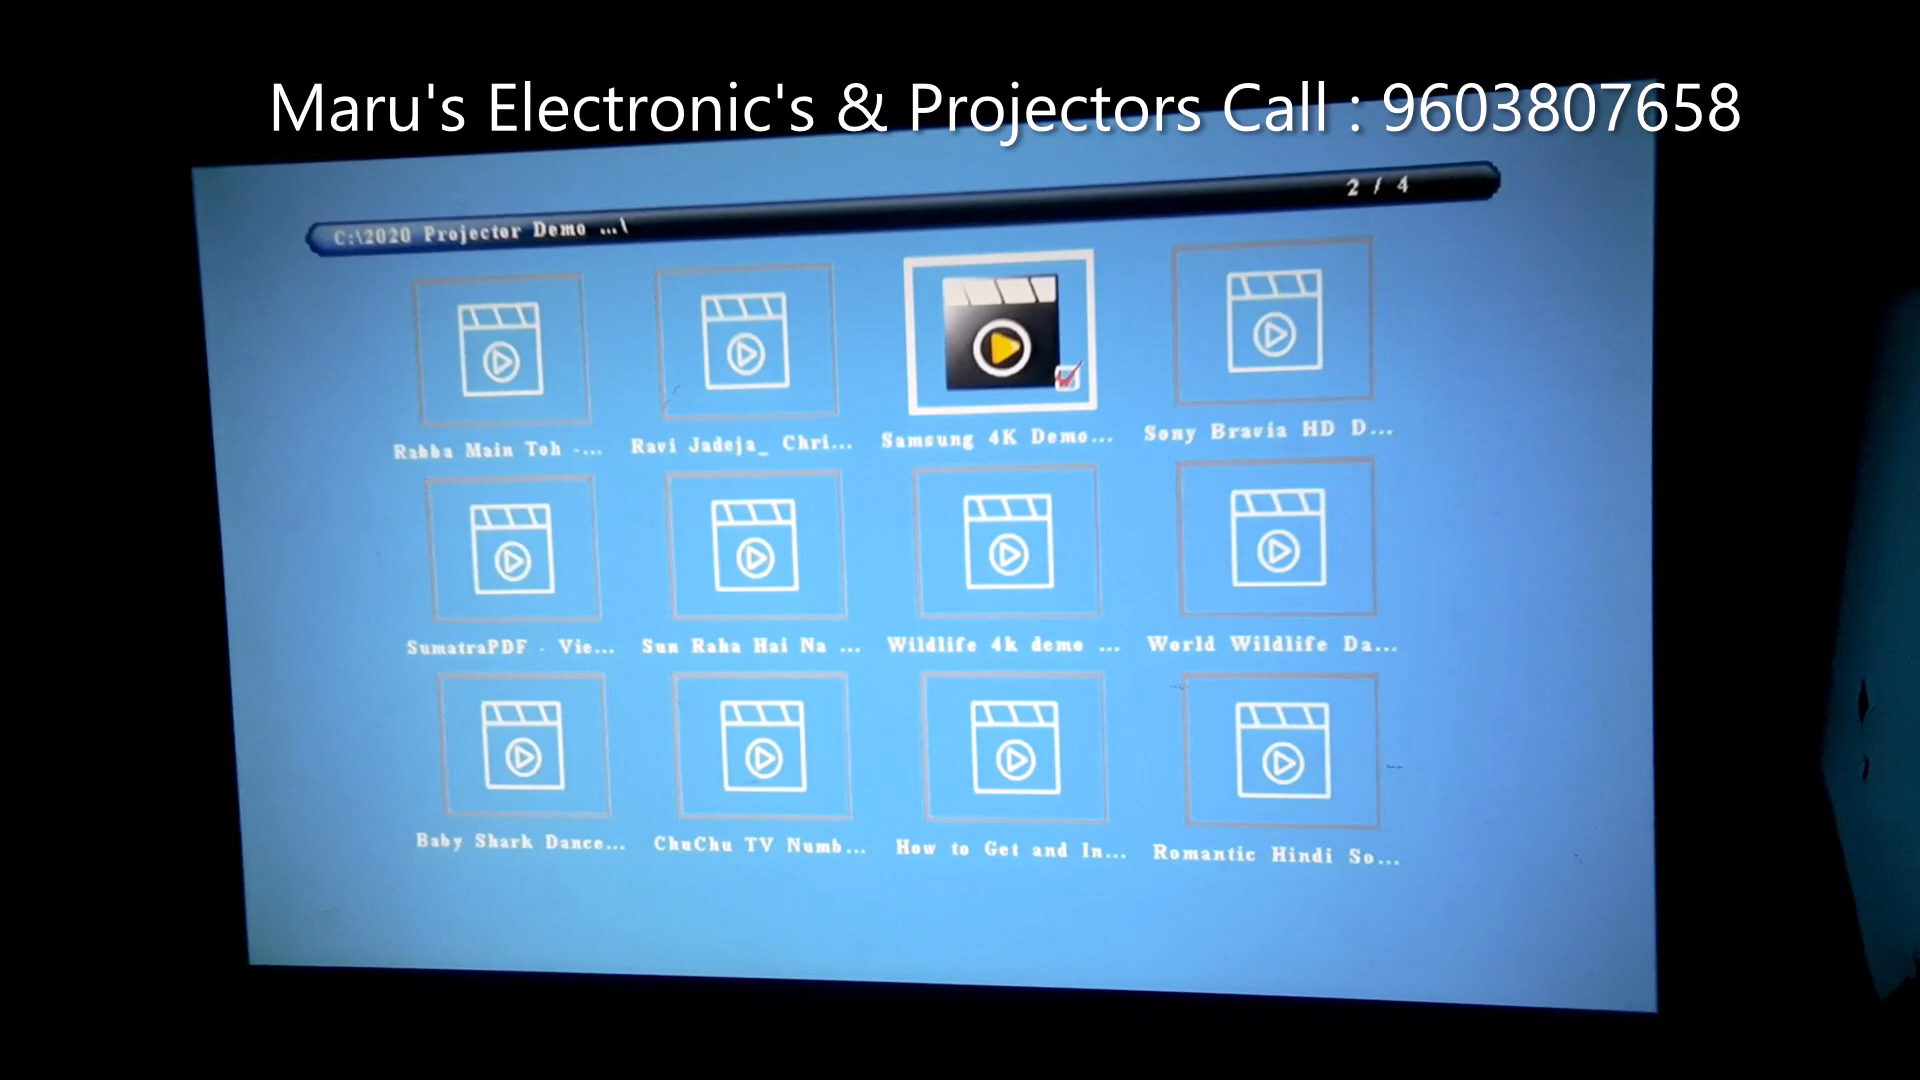 Maru's Electronic's & Projectors Call : 9603807658
C:\2020 Projector Demo ...\
2 / 4
Rabba Main Toh -...
Ravi Jadeja_ Chri...
Samsung 4K Demo...
Sony Bravia HD D...
SumatraPDF - Vie...
Sun Raha Hai Na ...
Wildlife 4k demo ...
World Wildlife Da...
Baby Shark Dance...
ChuChu TV Numb...
How to Get and In...
Romantic Hindi So...